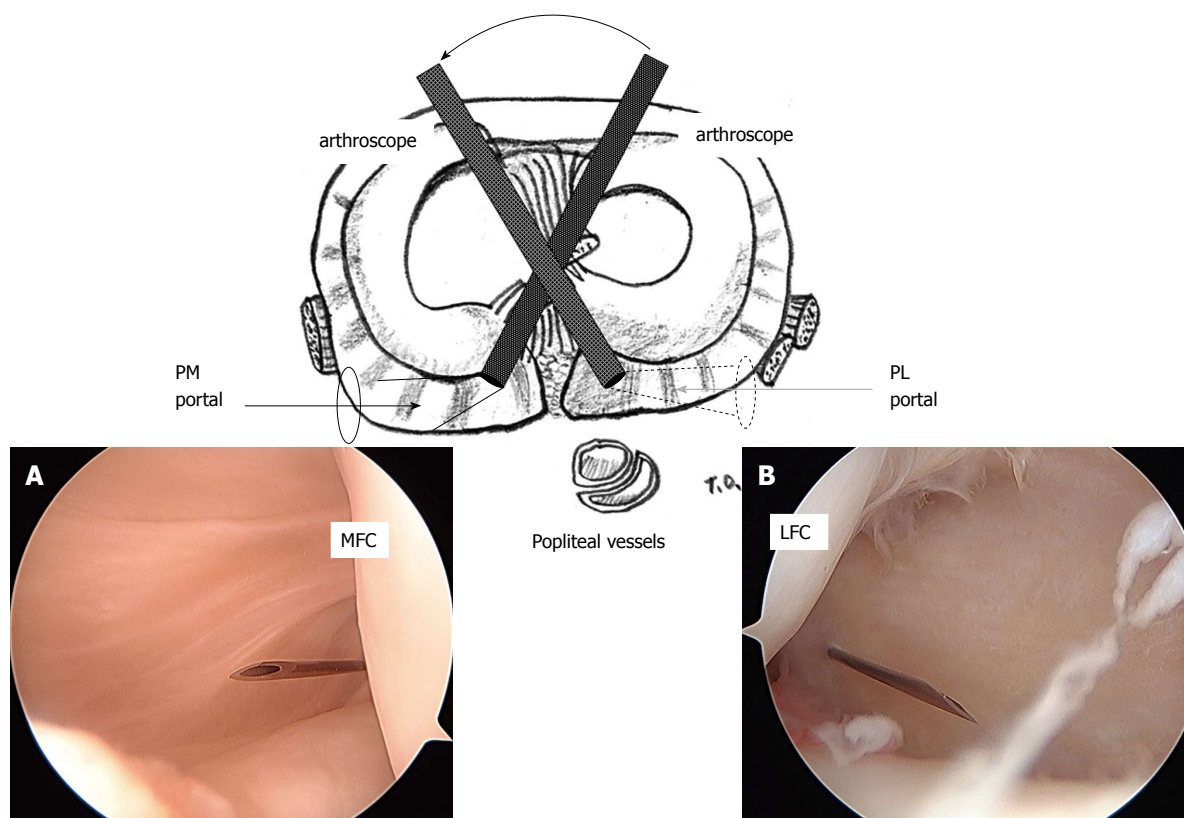 arthroscope
arthroscope
PM
portal
PL
portal
A
MFC
Popliteal vessels
T.O.
B
LFC